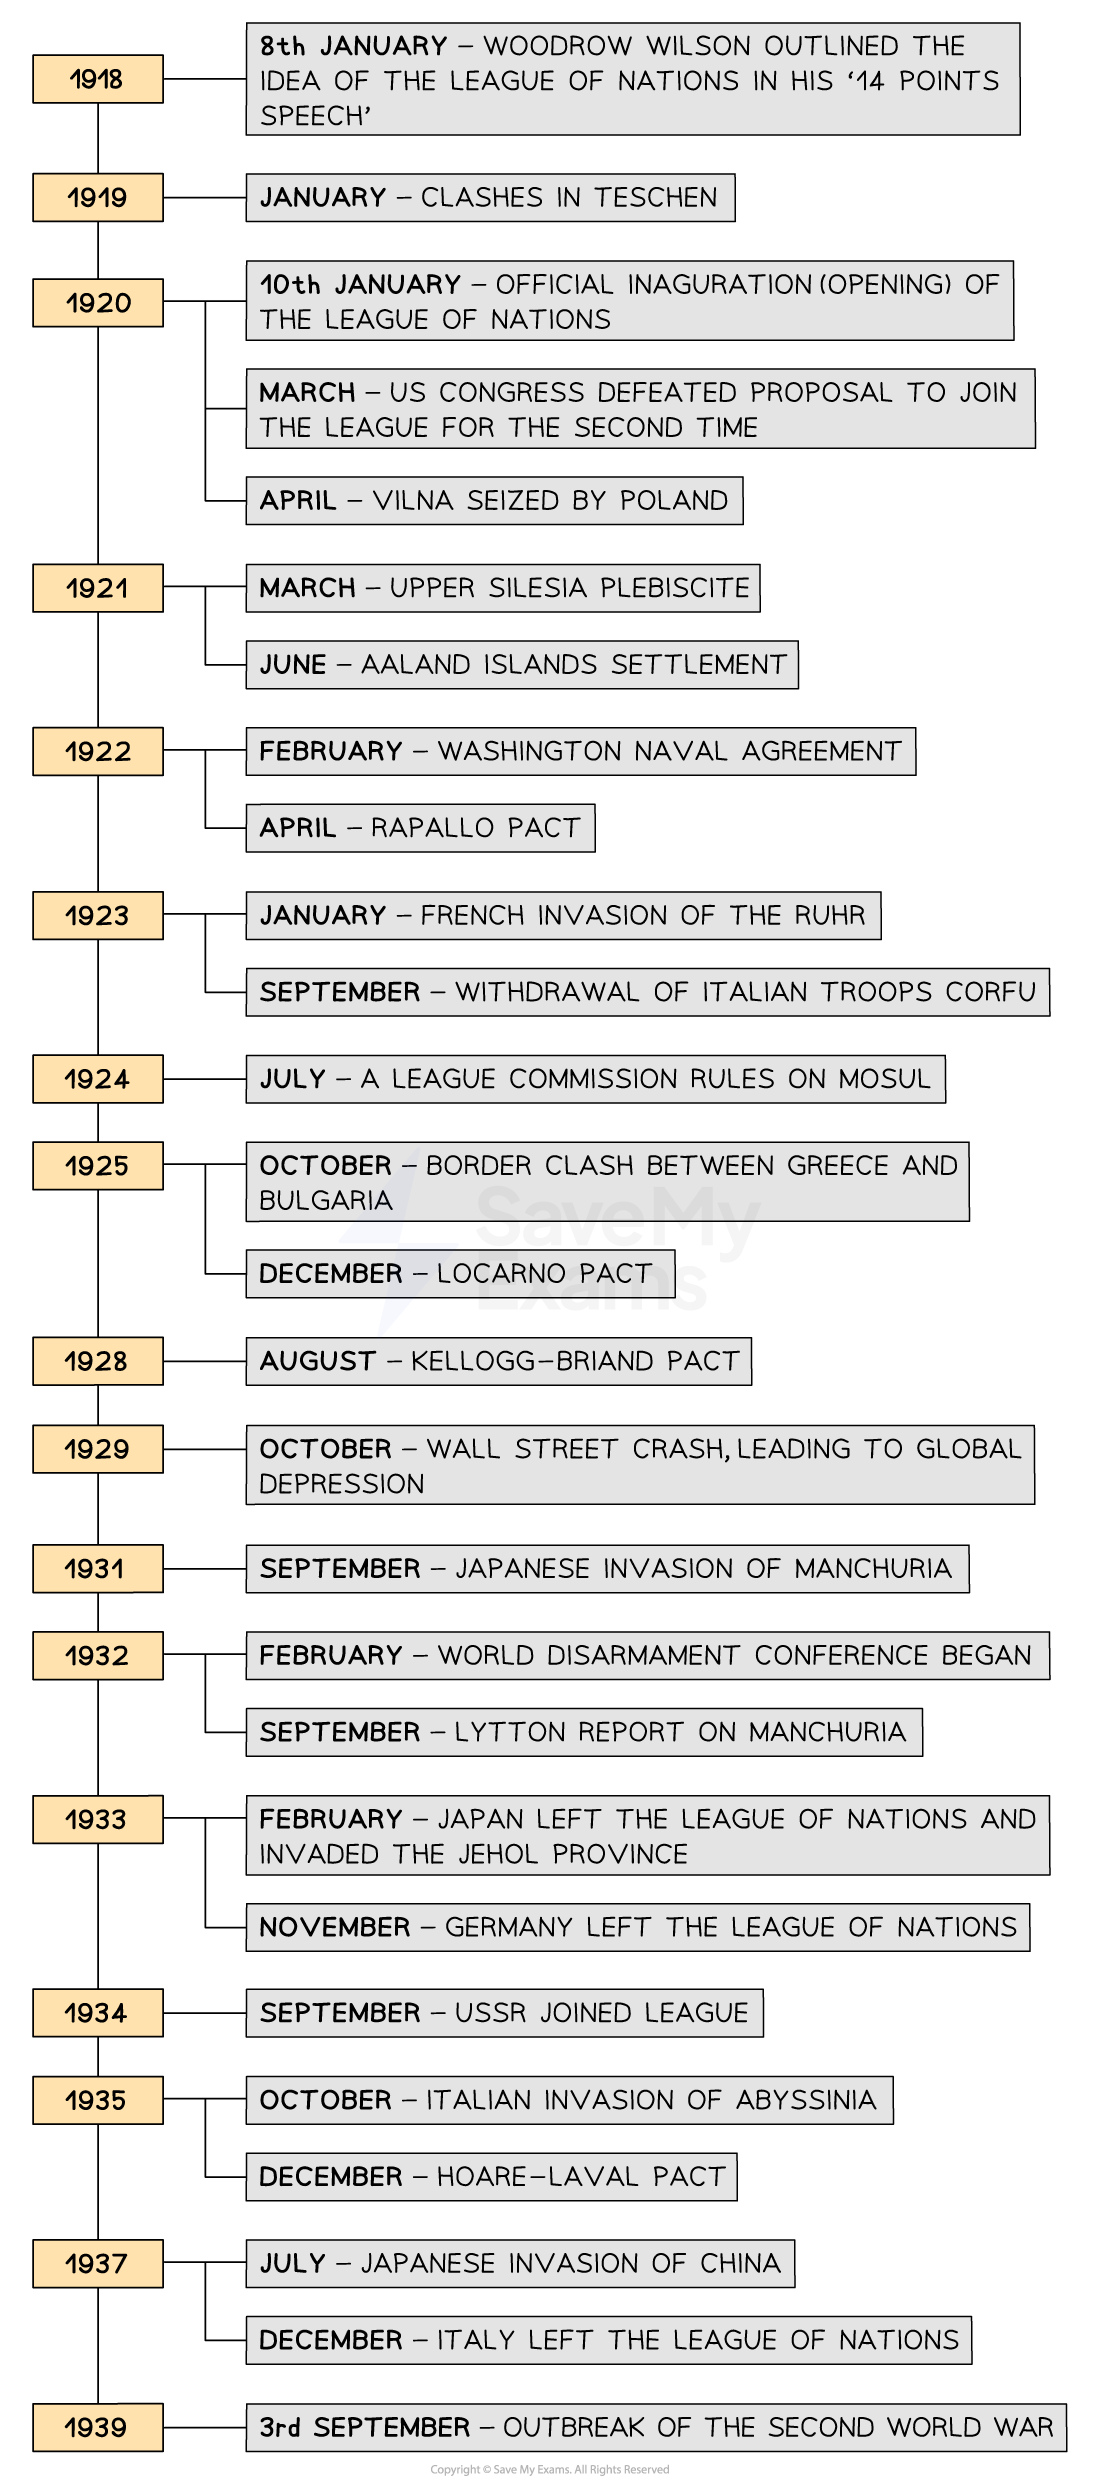 1918
8th JANUARY – WOODROW WILSON OUTLINED THE
IDEA OF THE LEAGUE OF NATIONS IN HIS ‘14 POINTS
SPEECH’
1919
JANUARY – CLASHES IN TESCHEN
1920
10th JANUARY – OFFICIAL INAGURATION (OPENING) OF
THE LEAGUE OF NATIONS
MARCH – US CONGRESS DEFEATED PROPOSAL TO JOIN
THE LEAGUE FOR THE SECOND TIME
APRIL – VILNA SEIZED BY POLAND
1921
MARCH – UPPER SILESIA PLEBISCITE
JUNE – AALAND ISLANDS SETTLEMENT
1922
FEBRUARY – WASHINGTON NAVAL AGREEMENT
APRIL – RAPALLO PACT
1923
JANUARY – FRENCH INVASION OF THE RUHR
SEPTEMBER – WITHDRAWAL OF ITALIAN TROOPS CORFU
1924
JULY – A LEAGUE COMMISSION RULES ON MOSUL
1925
OCTOBER – BORDER CLASH BETWEEN GREECE AND
BULGARIA
SaveMy
Exams
DECEMBER – LOCARNO PACT
1928
AUGUST – KELLOGG–BRIAND PACT
1929
OCTOBER – WALL STREET CRASH, LEADING TO GLOBAL
DEPRESSION
1931
SEPTEMBER – JAPANESE INVASION OF MANCHURIA
1932
FEBRUARY – WORLD DISARMAMENT CONFERENCE BEGAN
SEPTEMBER – LYTTON REPORT ON MANCHURIA
1933
FEBRUARY – JAPAN LEFT THE LEAGUE OF NATIONS AND
INVADED THE JEHOL PROVINCE
NOVEMBER – GERMANY LEFT THE LEAGUE OF NATIONS
1934
SEPTEMBER – USSR JOINED LEAGUE
1935
OCTOBER – ITALIAN INVASION OF ABYSSINIA
DECEMBER – HOARE–LAVAL PACT
1937
JULY – JAPANESE INVASION OF CHINA
DECEMBER – ITALY LEFT THE LEAGUE OF NATIONS
1939
3rd SEPTEMBER – OUTBREAK OF THE SECOND WORLD WAR
Copyright © Save My Exams. All Rights Reserved